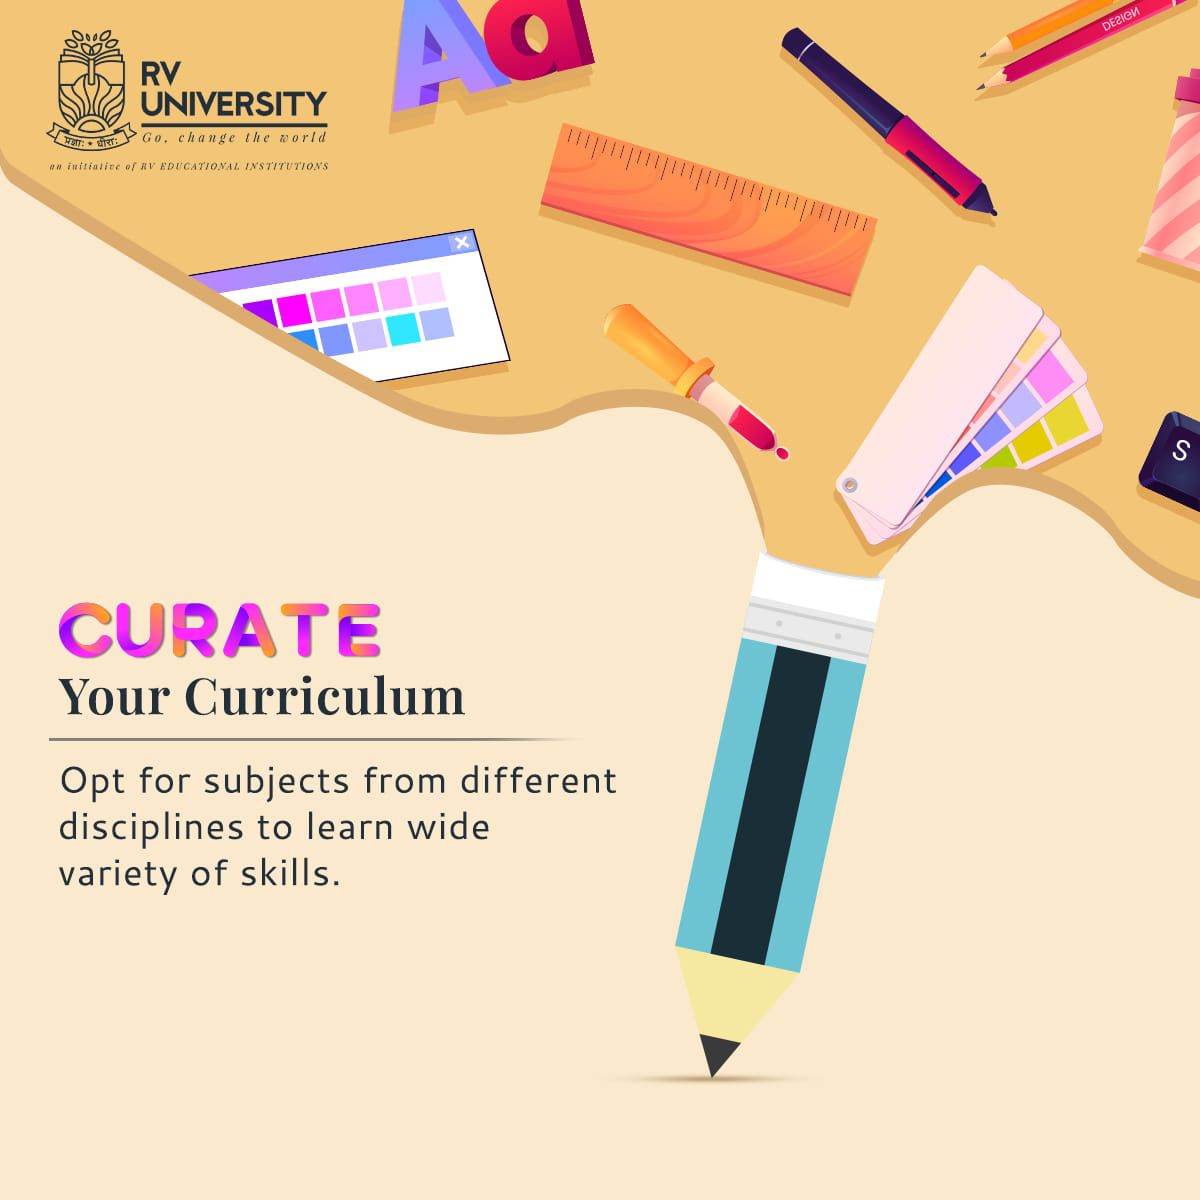 RV
UNIVERSITY
Go, change the world
प्रज्ञाः * धीराः
an initiative of RV EDUCATIONAL INSTITUTIONS
Aa
DESIGN
S
CURATE
Your Curriculum
Opt for subjects from different
disciplines to learn wide
variety of skills.